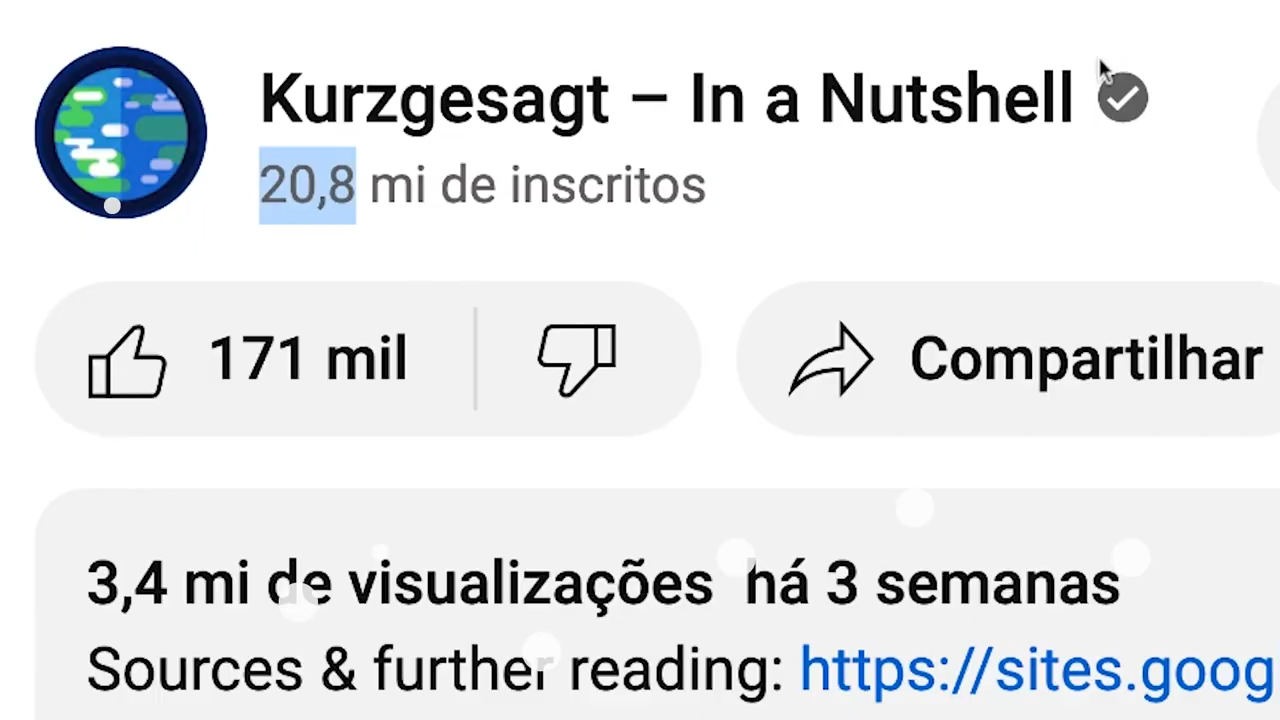 Kurzgesagt – In a Nutshell
20,8 mi de inscritos
171 mil
Compartilhar
3,4 mi de visualizações há 3 semanas
Sources & further reading: https://sites.goog